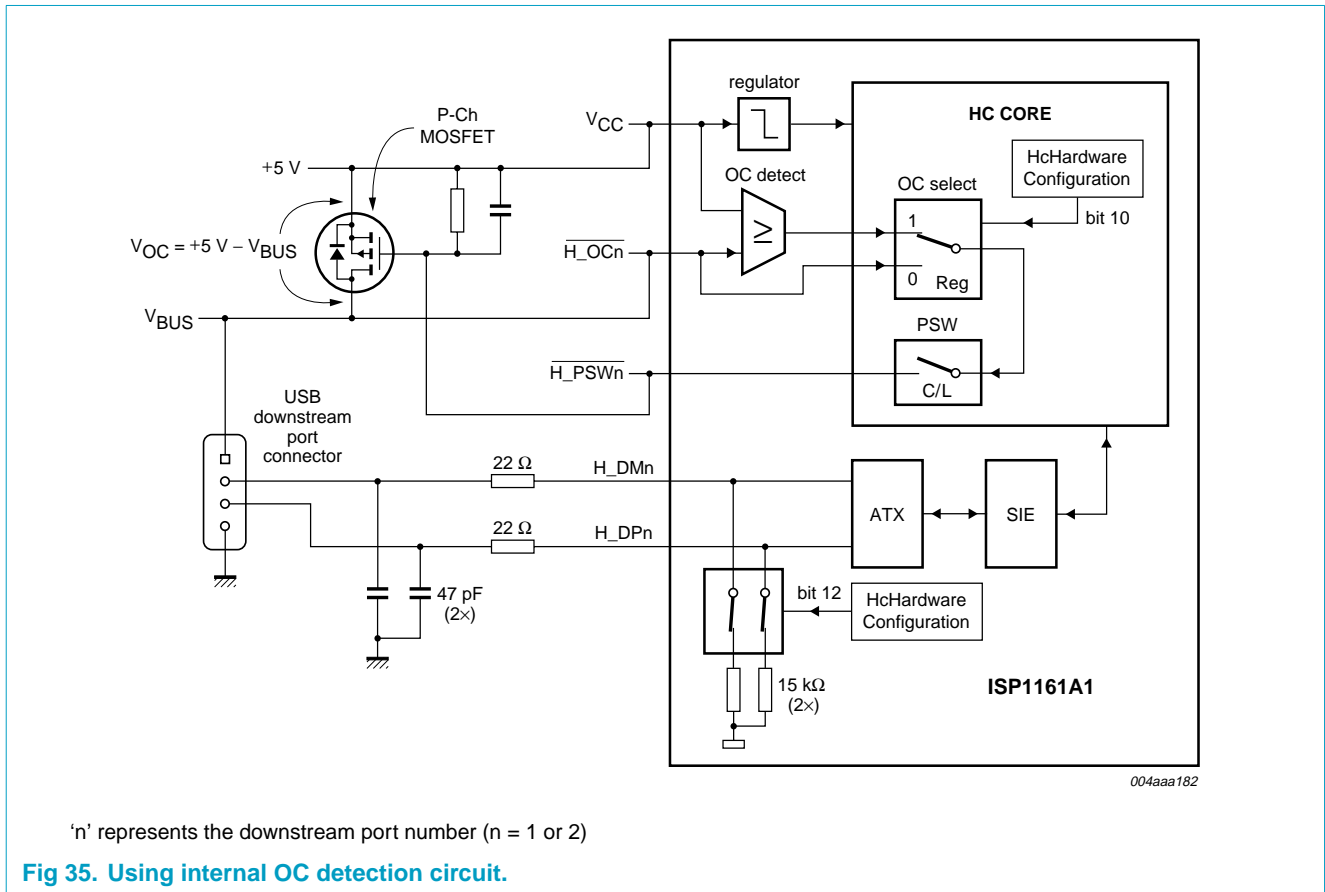 regulator
P-Ch
MOSFET
VCC
HC CORE
+5 V
HcHardware
Configuration
OC detect
OC select
bit 10
1
≥
VOC = +5 V − VBUS
H_OCn
0
Reg
VBUS
PSW
H_PSWn
C/L
USB
downstream
port
connector
22 Ω
H_DMn
ATX
SIE
22 Ω
H_DPn
47 pF
(2×)
bit 12
HcHardware
Configuration
15 kΩ
(2×)
ISP1161A1
004aaa182
‘n’ represents the downstream port number (n = 1 or 2)
Fig 35. Using internal OC detection circuit.